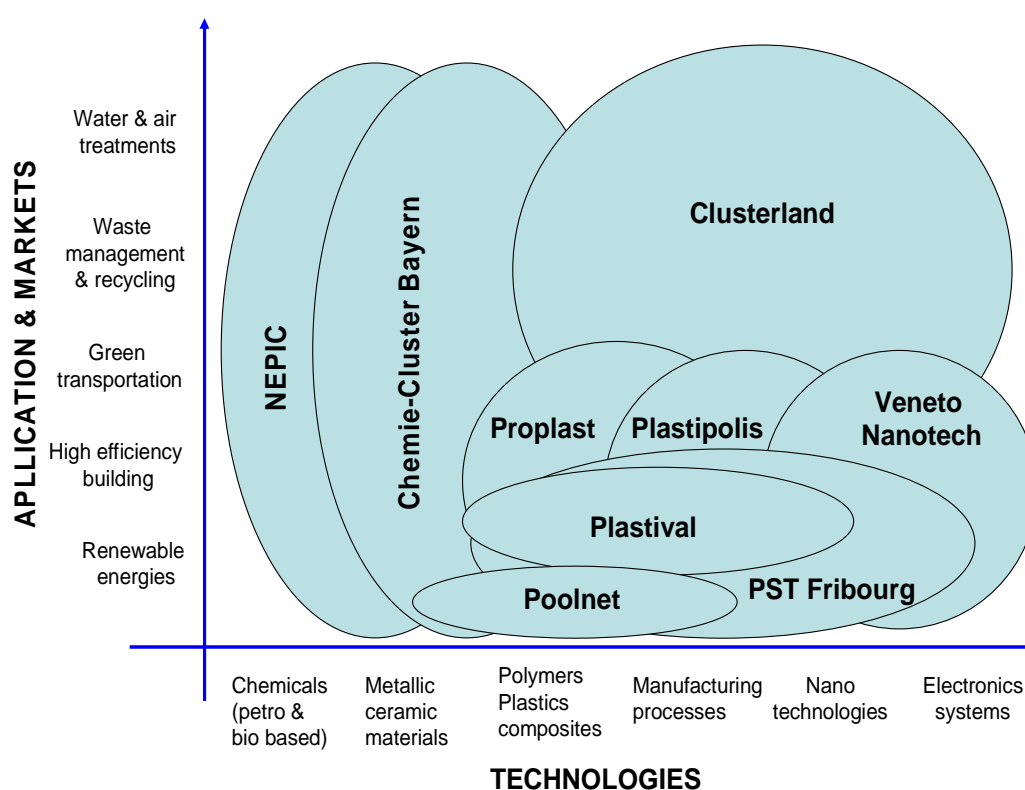 Water & air
treatments
Waste
management
& recycling
Green
transportation
High efficiency
building
Renewable
energies
APLLICATION & MARKETS
NEPIC
Chemie-Cluster Bayern
Clusterland
Proplast
Plastipolis
Veneto
Nanotech
Plastival
PST Fribourg
Poolnet
Chemicals
(petro &
bio based)
Metallic
ceramic
materials
Polymers
Plastics
composites
Manufacturing
processes
Nano
technologies
Electronics
systems
TECHNOLOGIES